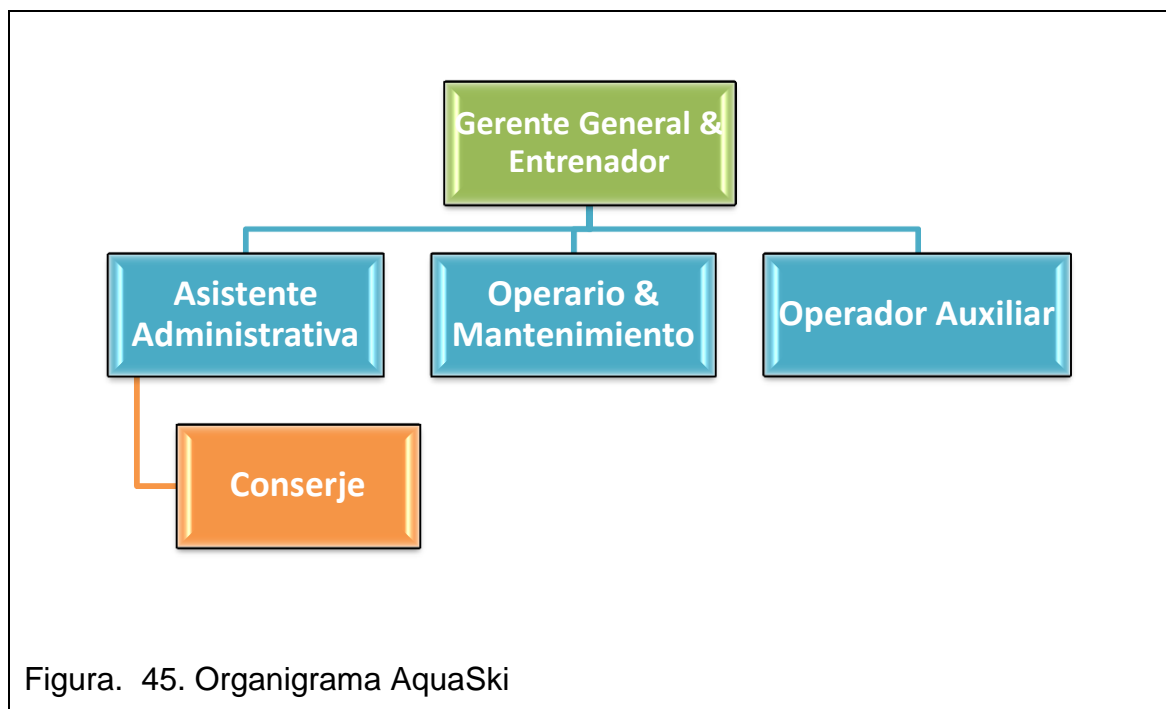 Gerente General &
Entrenador
Asistente
Administrativa
Operario &
Mantenimiento
Operador Auxiliar
Conserje
Figura.  45. Organigrama AquaSki